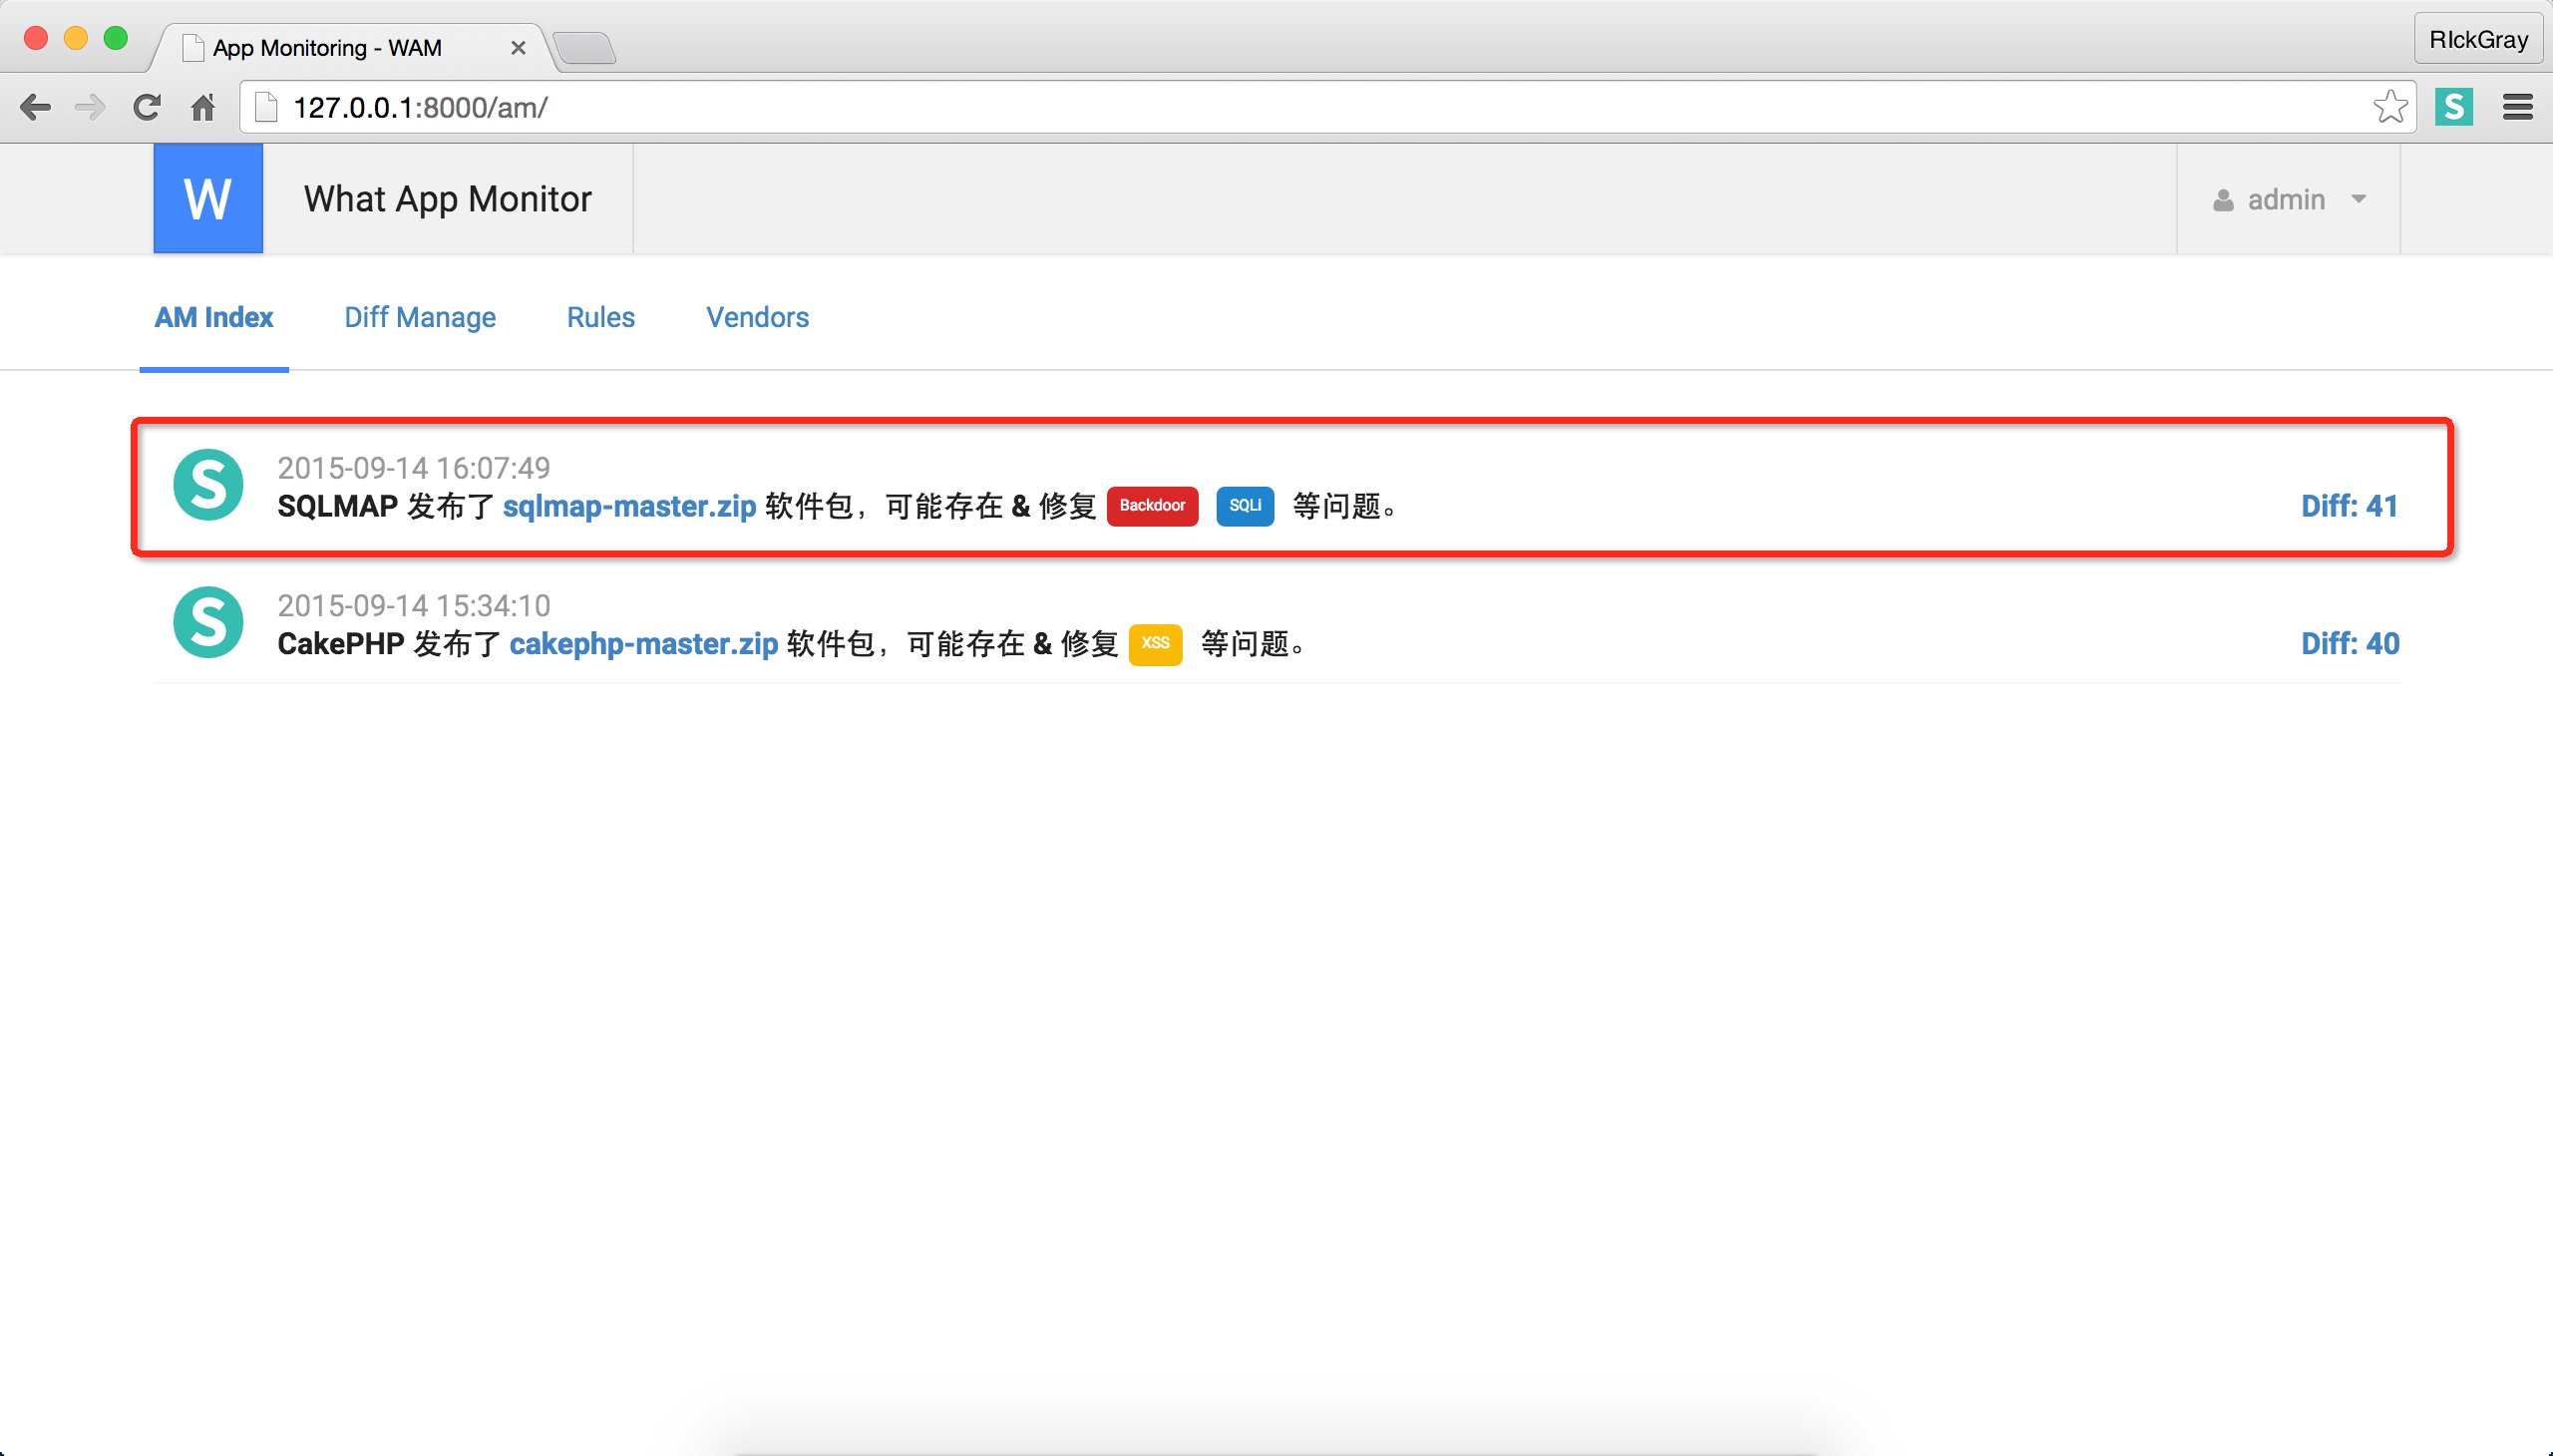 App Monitoring - WAM
RIckGray
127.0.0.1:8000/am/
S
W
What App Monitor
admin
AM Index
Diff Manage
Rules
Vendors
S
2015-09-14 16:07:49
SQLMAP 发布了 sqlmap-master.zip 软件包，可能存在 & 修复 Backdoor SQLi 等问题。
Diff: 41
S
2015-09-14 15:34:10
CakePHP 发布了 cakephp-master.zip 软件包，可能存在 & 修复 XSS 等问题。
Diff: 40